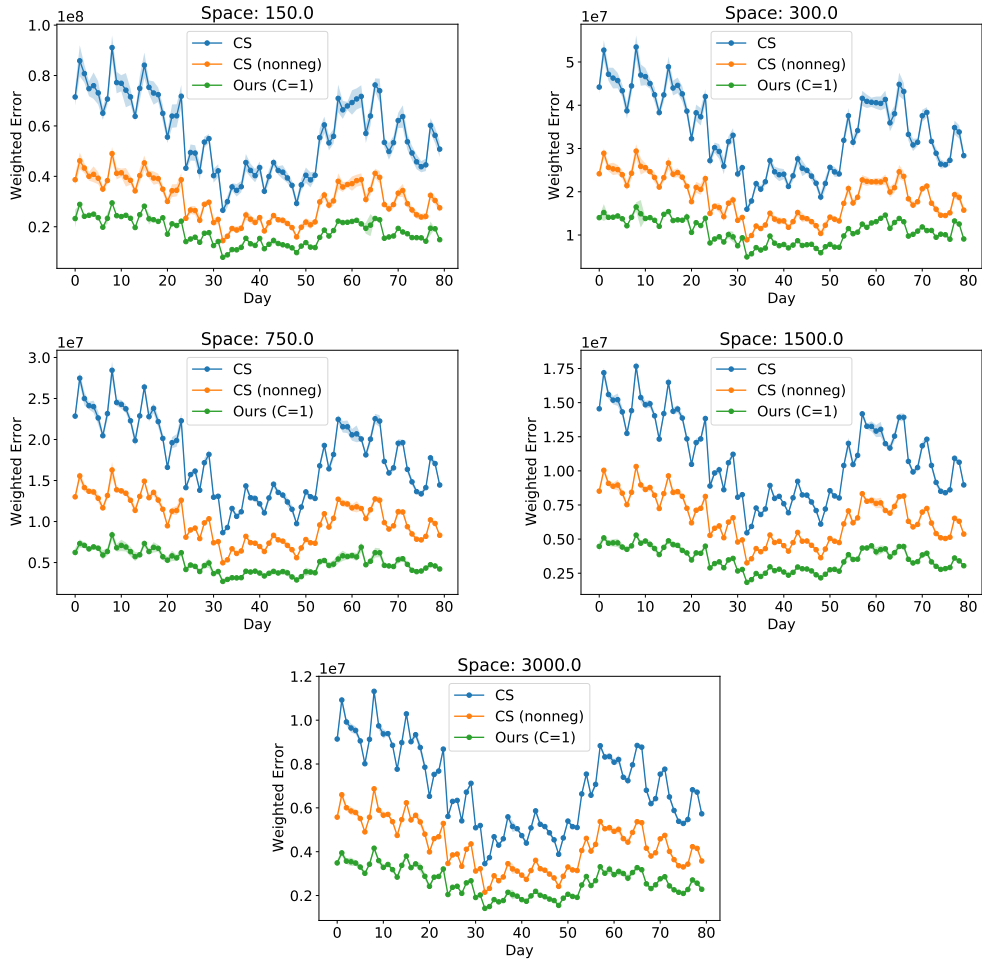 Space: 150.0
1e8
Weighted Error
1.0
0.8
0.6
0.4
0.2
CS
CS (nonneg)
Ours (C=1)
0 10 20 30 40 50 60 70 80
Day
Space: 300.0
1e7
Weighted Error
5
4
3
2
1
CS
CS (nonneg)
Ours (C=1)
0 10 20 30 40 50 60 70 80
Day
Space: 750.0
1e7
Weighted Error
3.0
2.5
2.0
1.5
1.0
0.5
CS
CS (nonneg)
Ours (C=1)
0 10 20 30 40 50 60 70 80
Day
Space: 1500.0
1e7
Weighted Error
1.75
1.50
1.25
1.00
0.75
0.50
0.25
CS
CS (nonneg)
Ours (C=1)
0 10 20 30 40 50 60 70 80
Day
Space: 3000.0
1e7
Weighted Error
1.2
1.0
0.8
0.6
0.4
0.2
CS
CS (nonneg)
Ours (C=1)
0 10 20 30 40 50 60 70 80
Day